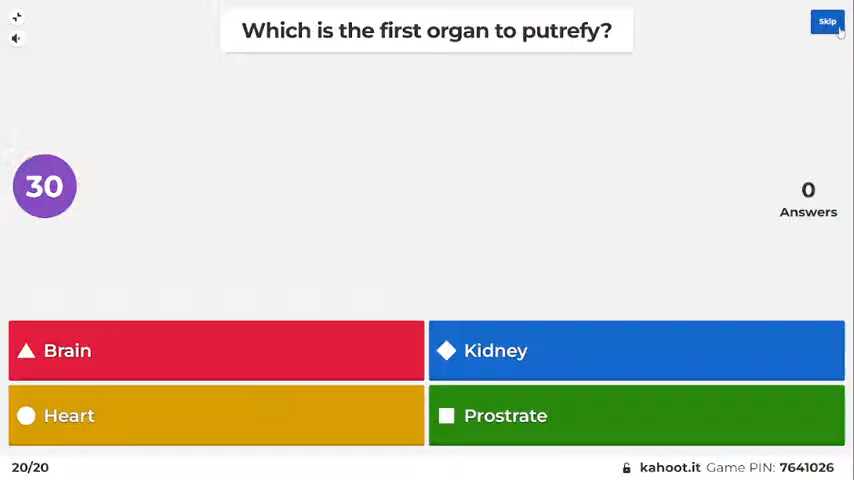 Which is the first organ to putrefy?
Skip
30
0
Answers
Brain
Kidney
Heart
Prostrate
20/20
kahoot.it Game PIN: 7641026